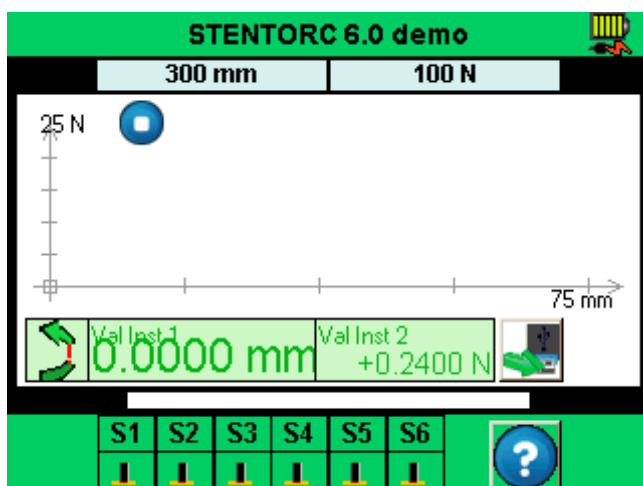 STENTORC 6.0 demo
300 mm 100 N
25 N
75 mm
Val Inst 1 Val Inst 2
0.0000 mm +0.2400 N
S1 S2 S3 S4 S5 S6
?